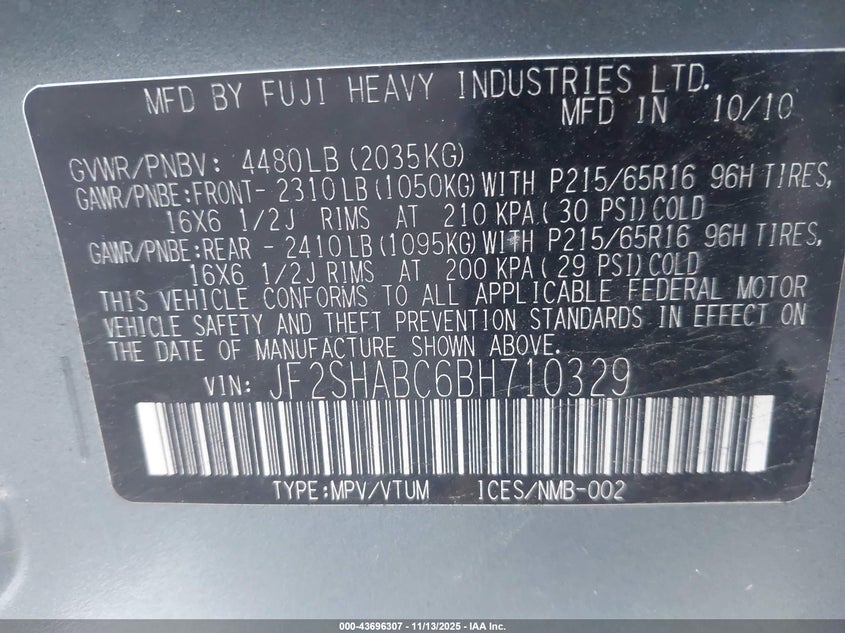 MFD BY FUJI HEAVY INDUSTRIES LTD.
MFD IN 10/10
GVWR/PNBV: 4480LB(2035KG)
GAWR/PNBE:FRONT- 2310LB(1050KG)WITH P215/65R16 96H TIRES,
16X6 1/2J RIMS AT 210 KPA(30 PSI)COLD
GAWR/PNBE:REAR - 2410LB(1095KG)WITH P215/65R16 96H TIRES,
16X6 1/2J RIMS AT 200 KPA(29 PSI)COLD
THIS VEHICLE CONFORMS TO ALL APPLICABLE FEDERAL MOTOR
VEHICLE SAFETY AND THEFT PREVENTION STANDARDS IN EFFECT ON
THE DATE OF MANUFACTURE SHOWN ABOVE.
VIN: JF2SHABC6BH710329
TYPE:MPV/VTUM ICES/NMB-002
000-43696307 - 11/13/2025 - IAA Inc.